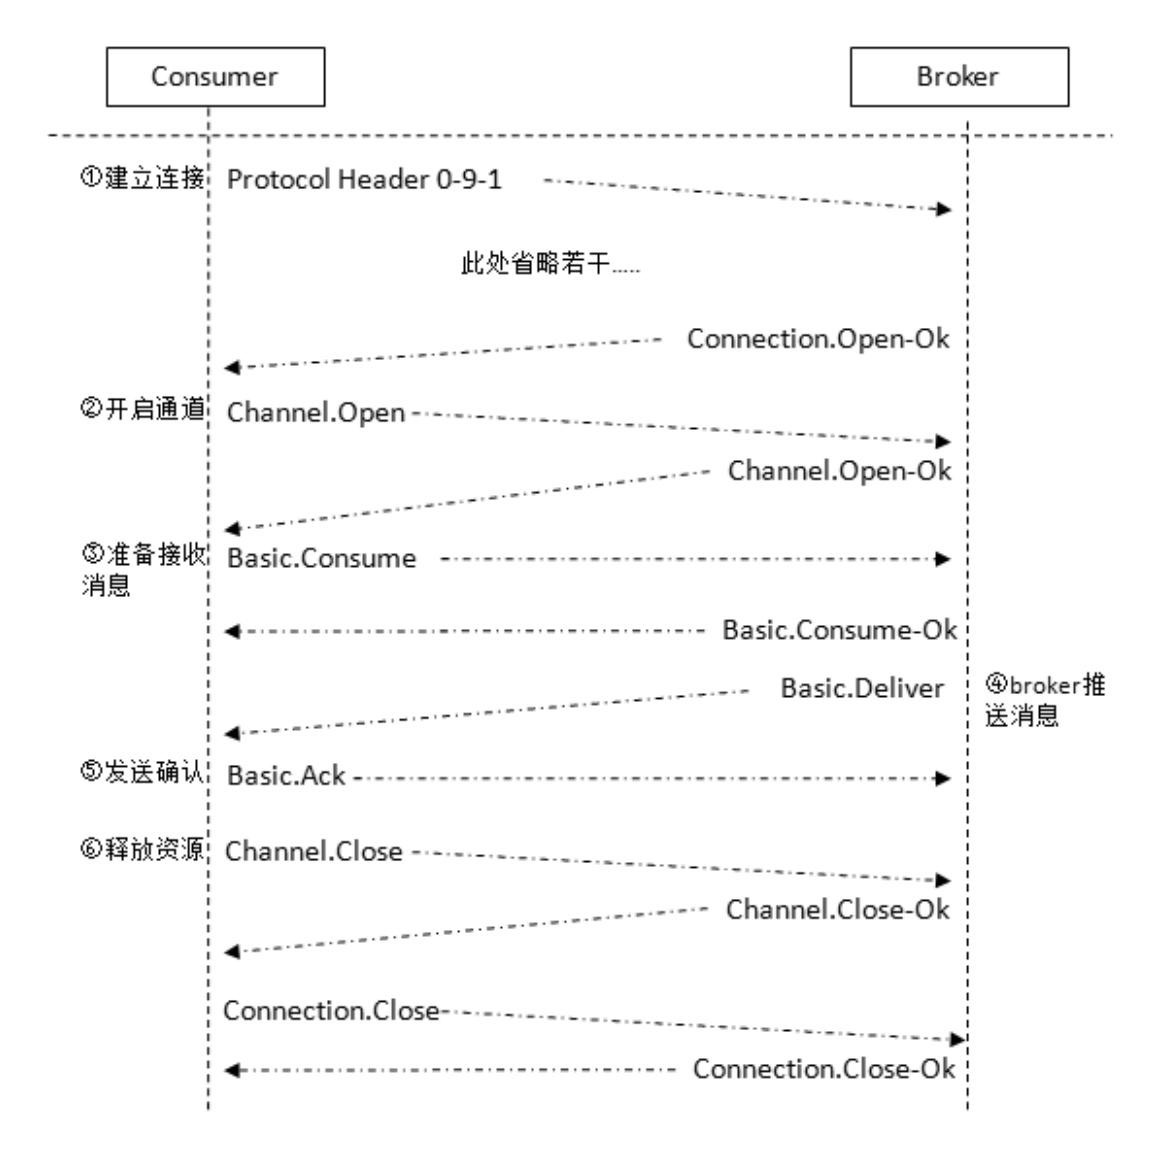 Consumer
Broker
①建立连接
Protocol Header 0-9-1
此处省略若干.....
Connection.Open-Ok
②开启通道
Channel.Open
Channel.Open-Ok
③准备接收
消息
Basic.Consume
Basic.Consume-Ok
Basic.Deliver
④broker推
送消息
⑤发送确认
Basic.Ack
⑥释放资源
Channel.Close
Channel.Close-Ok
Connection.Close
Connection.Close-Ok